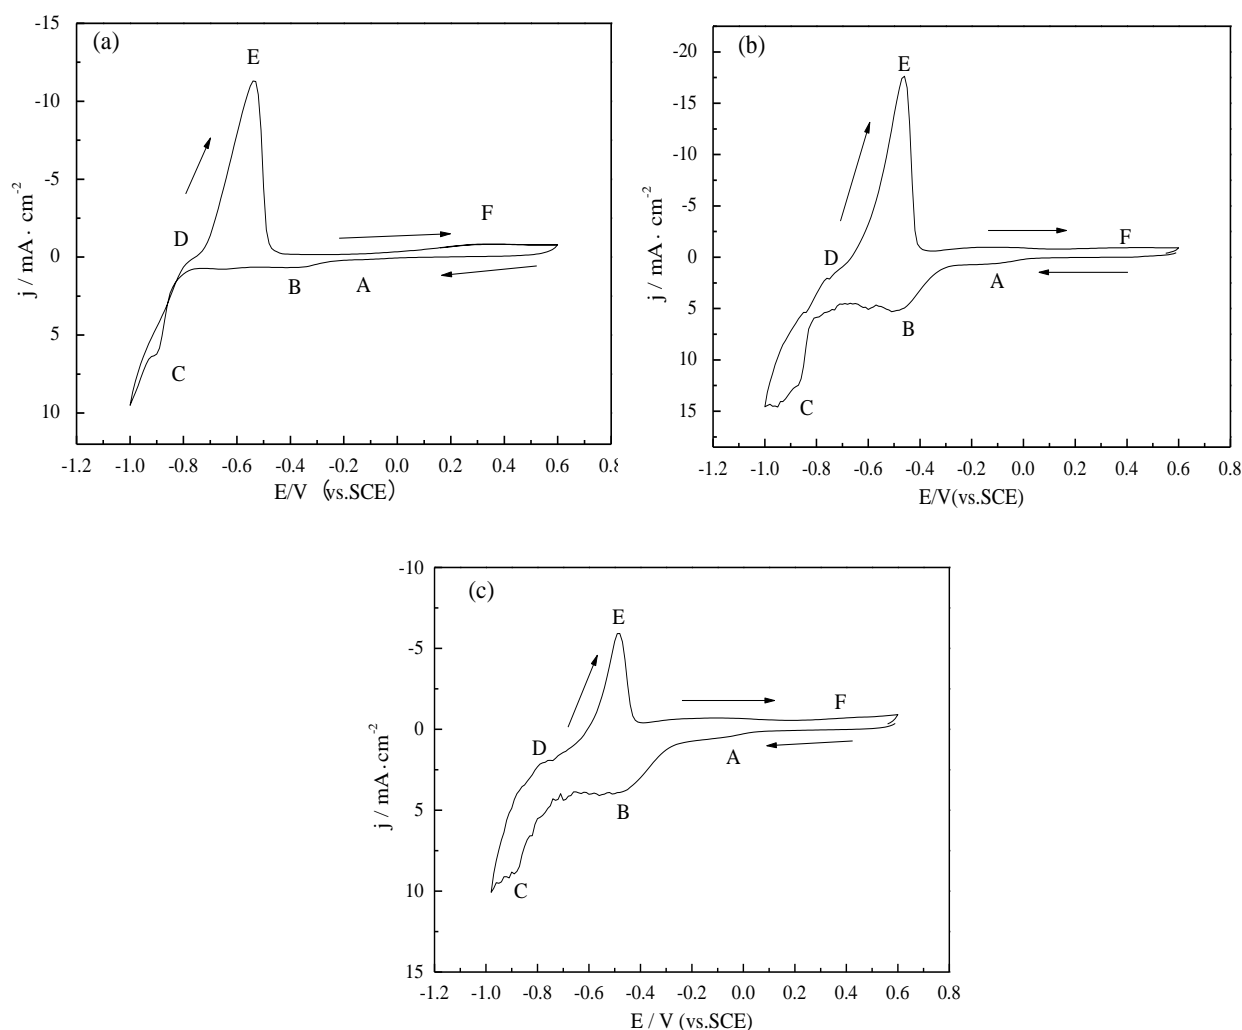 (a)
-15
-10
-5
0
5
10
j / mA· cm-2
E
D
F
B
A
C
-1.2 -1.0 -0.8 -0.6 -0.4 -0.2 0.0 0.2 0.4 0.6 0.8
E/V (vs.SCE)
(b)
-20
-15
-10
-5
0
5
10
15
j / mA· cm-2
E
D
F
A
B
C
-1.2 -1.0 -0.8 -0.6 -0.4 -0.2 0.0 0.2 0.4 0.6 0.8
E/V(vs.SCE)
(c)
-10
-5
0
5
10
15
j / mA·cm-2
E
F
D
A
B
C
-1.2 -1.0 -0.8 -0.6 -0.4 -0.2 0.0 0.2 0.4 0.6 0.8
E / V (vs.SCE)